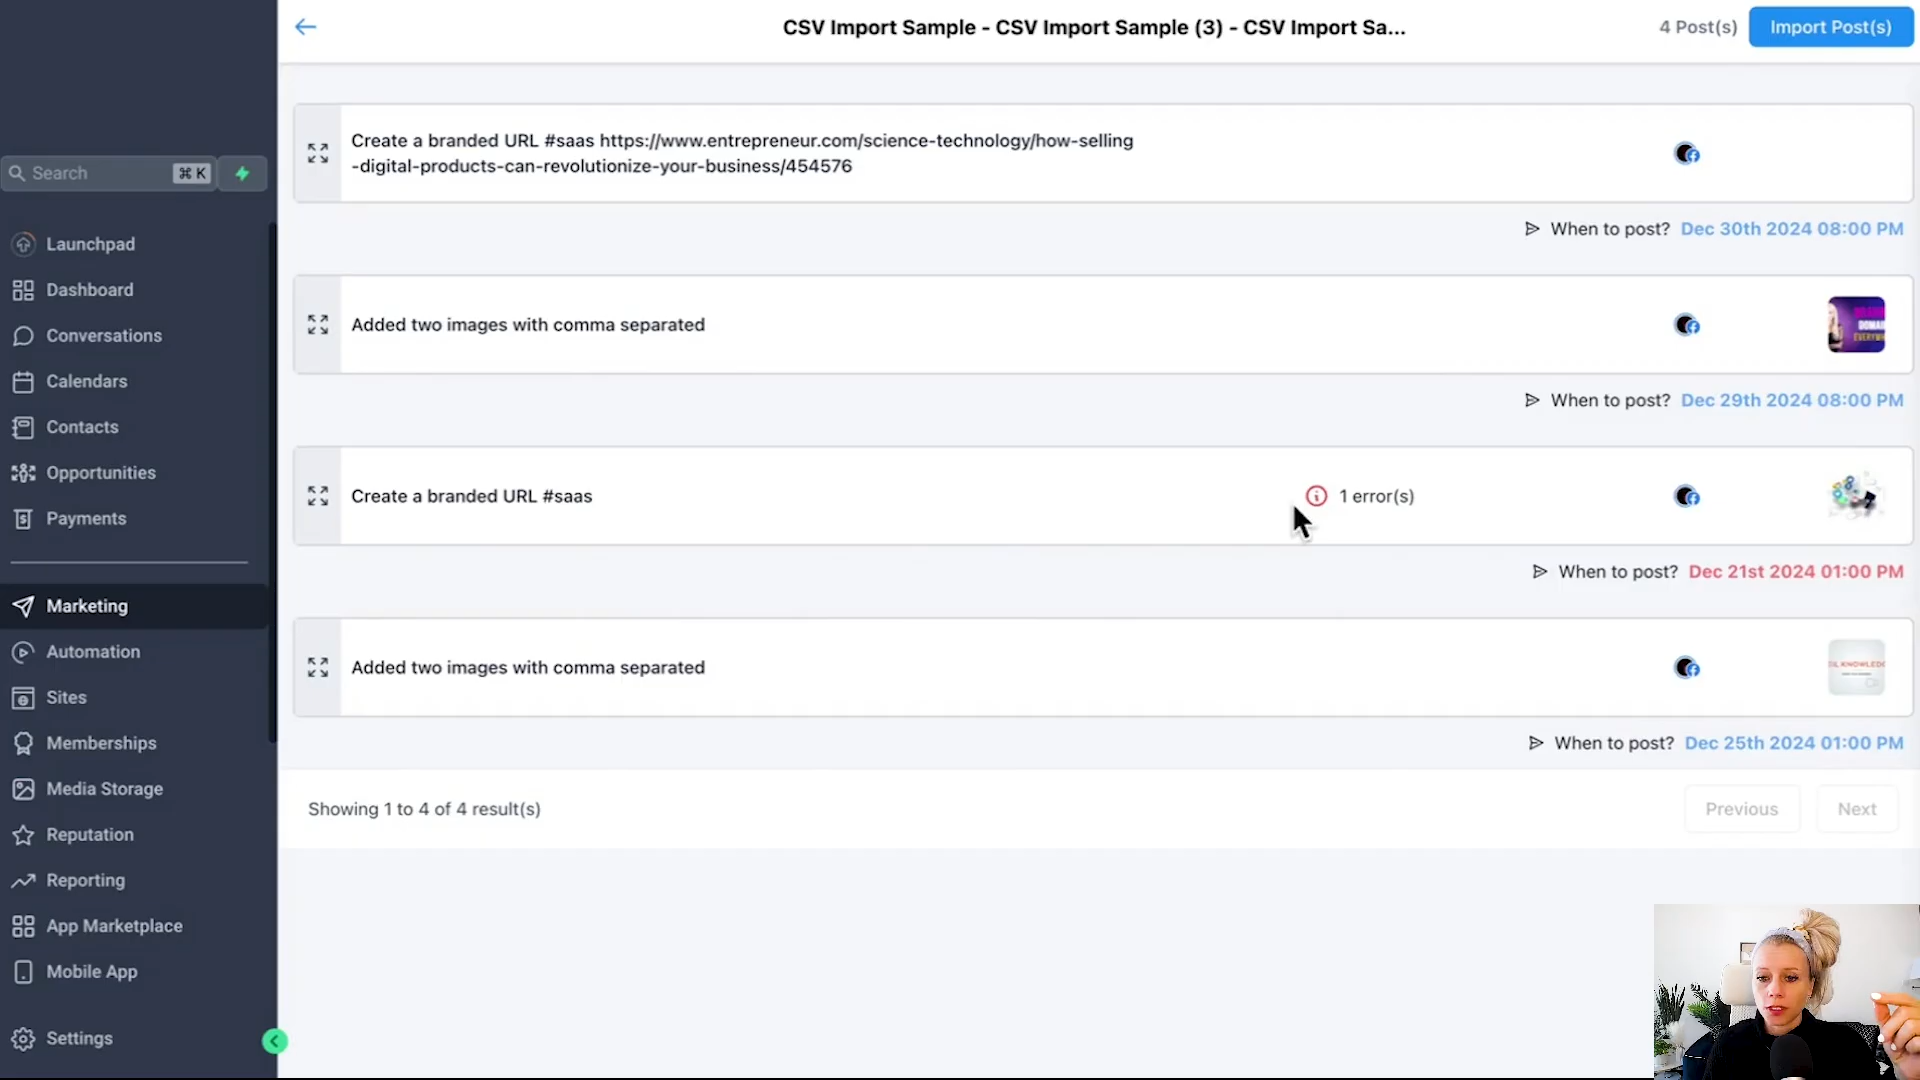 CSV Import Sample - CSV Import Sample (3) - CSV Import Sa...
4 Post(s)
Import Post(s)
Search
⌘ K
Launchpad
Dashboard
Conversations
Calendars
Contacts
Opportunities
Payments
Marketing
Automation
Sites
Memberships
Media Storage
Reputation
Reporting
App Marketplace
Mobile App
Settings
Create a branded URL #saas https://www.entrepreneur.com/science-technology/how-selling
-digital-products-can-revolutionize-your-business/454576
When to post? Dec 30th 2024 08:00 PM
Added two images with comma separated
When to post? Dec 29th 2024 08:00 PM
Create a branded URL #saas
1 error(s)
When to post? Dec 21st 2024 01:00 PM
Added two images with comma separated
When to post? Dec 25th 2024 01:00 PM
Showing 1 to 4 of 4 result(s)
Previous
Next